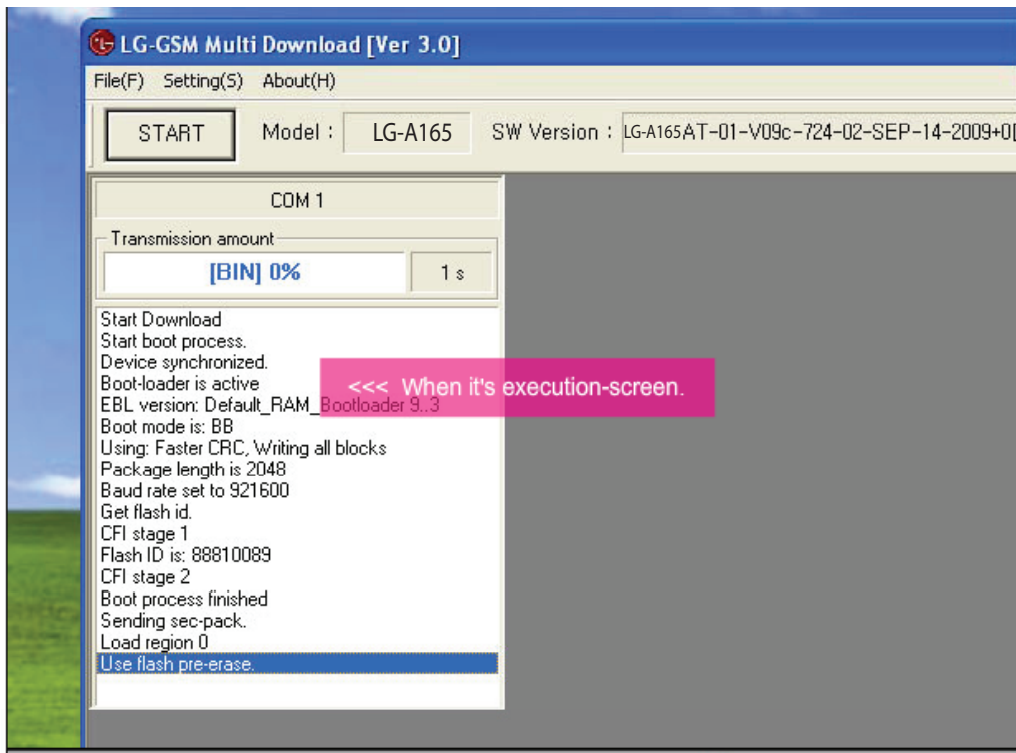 LG-GSM Multi Download [Ver 3.0]
File(F) Setting(S) About(H)
START Model : LG-A165 SW Version : LG-A165AT-01-V09c-724-02-SEP-14-2009+0[
COM 1
Transmission amount
[BIN] 0% 1 s
Start Download
Start boot process.
Device synchronized.
Boot-loader is active
<<< When it's execution-screen.
EBL version: Default_RAM_Bootloader 9..3
Boot mode is: BB
Using: Faster CRC, Writing all blocks
Package length is 2048
Baud rate set to 921600
Get flash id.
CFI stage 1
Flash ID is: 88810089
CFI stage 2
Boot process finished
Sending sec-pack.
Load region 0
Use flash pre-erase.